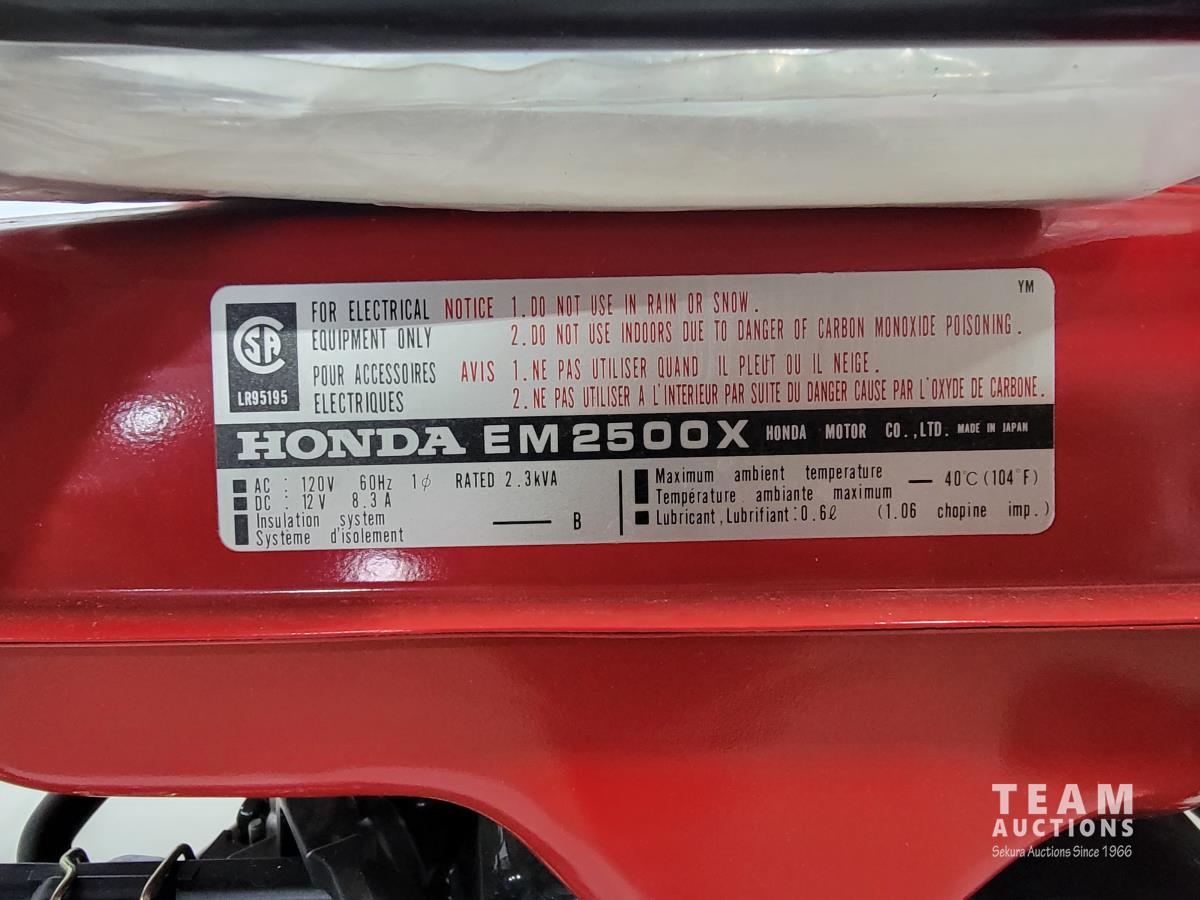 YM
CSA
LR95195
FOR ELECTRICAL EQUIPMENT ONLY
NOTICE 1. DO NOT USE IN RAIN OR SNOW.
2. DO NOT USE INDOORS DUE TO DANGER OF CARBON MONOXIDE POISONING.
POUR ACCESSOIRES ELECTRIQUES
AVIS 1. NE PAS UTILISER QUAND IL PLEUT OU IL NEIGE.
2. NE PAS UTILISER A L'INTERIEUR PAR SUITE DU DANGER CAUSE PAR L'OXYDE DE CARBONE.
HONDA EM2500X HONDA MOTOR CO.,LTD. MADE IN JAPAN
AC : 120V 60Hz 1ϕ RATED 2.3kVA
DC : 12V 8.3A
Insulation system
Système d'isolement — B
Maximum ambient temperature
Température ambiante maximum — 40°C (104°F)
Lubricant, Lubrifiant : 0.6ℓ (1.06 chopine imp.)
TEAM
AUCTIONS
Sekura Auctions Since 1966